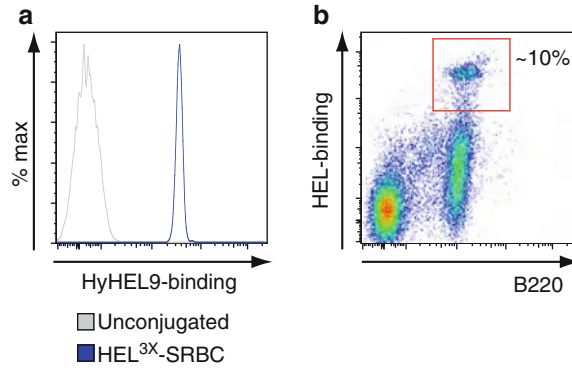 a
% max
HyHEL9-binding
Unconjugated
HEL3X-SRBC
b
HEL-binding
~10%
B220